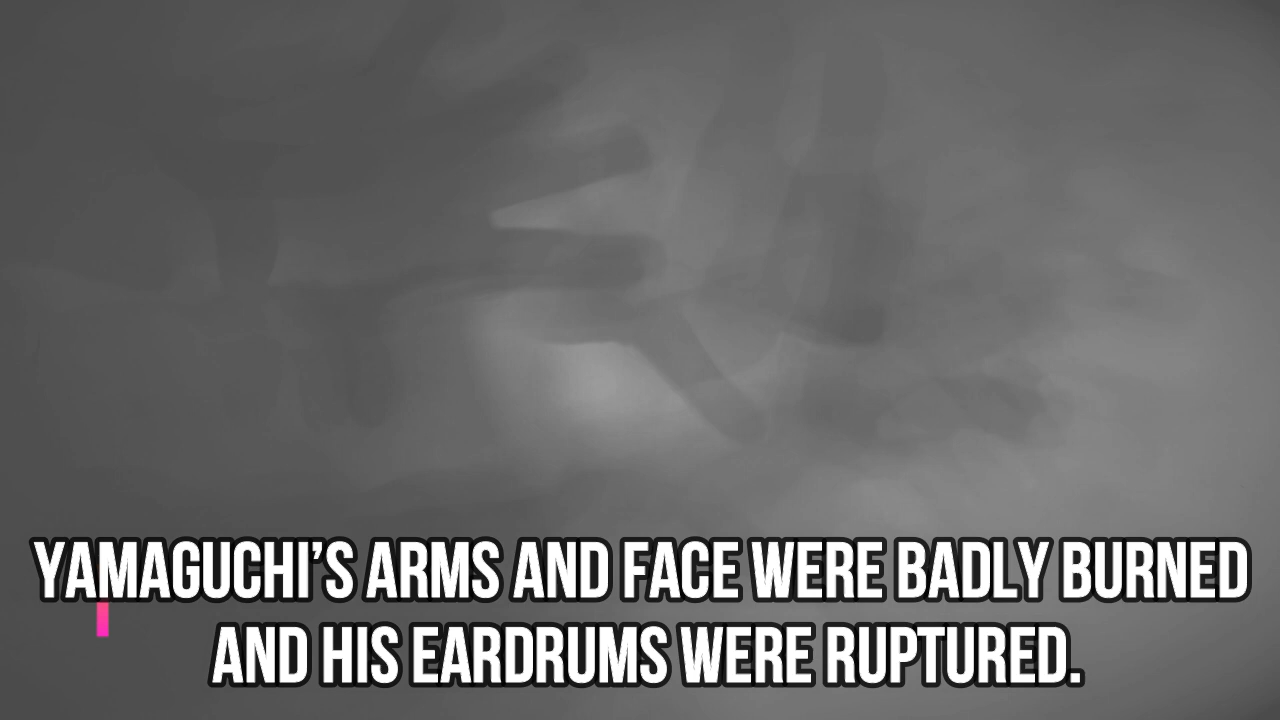 YAMAGUCHI’S ARMS AND FACE WERE BADLY BURNED
AND HIS EARDRUMS WERE RUPTURED.